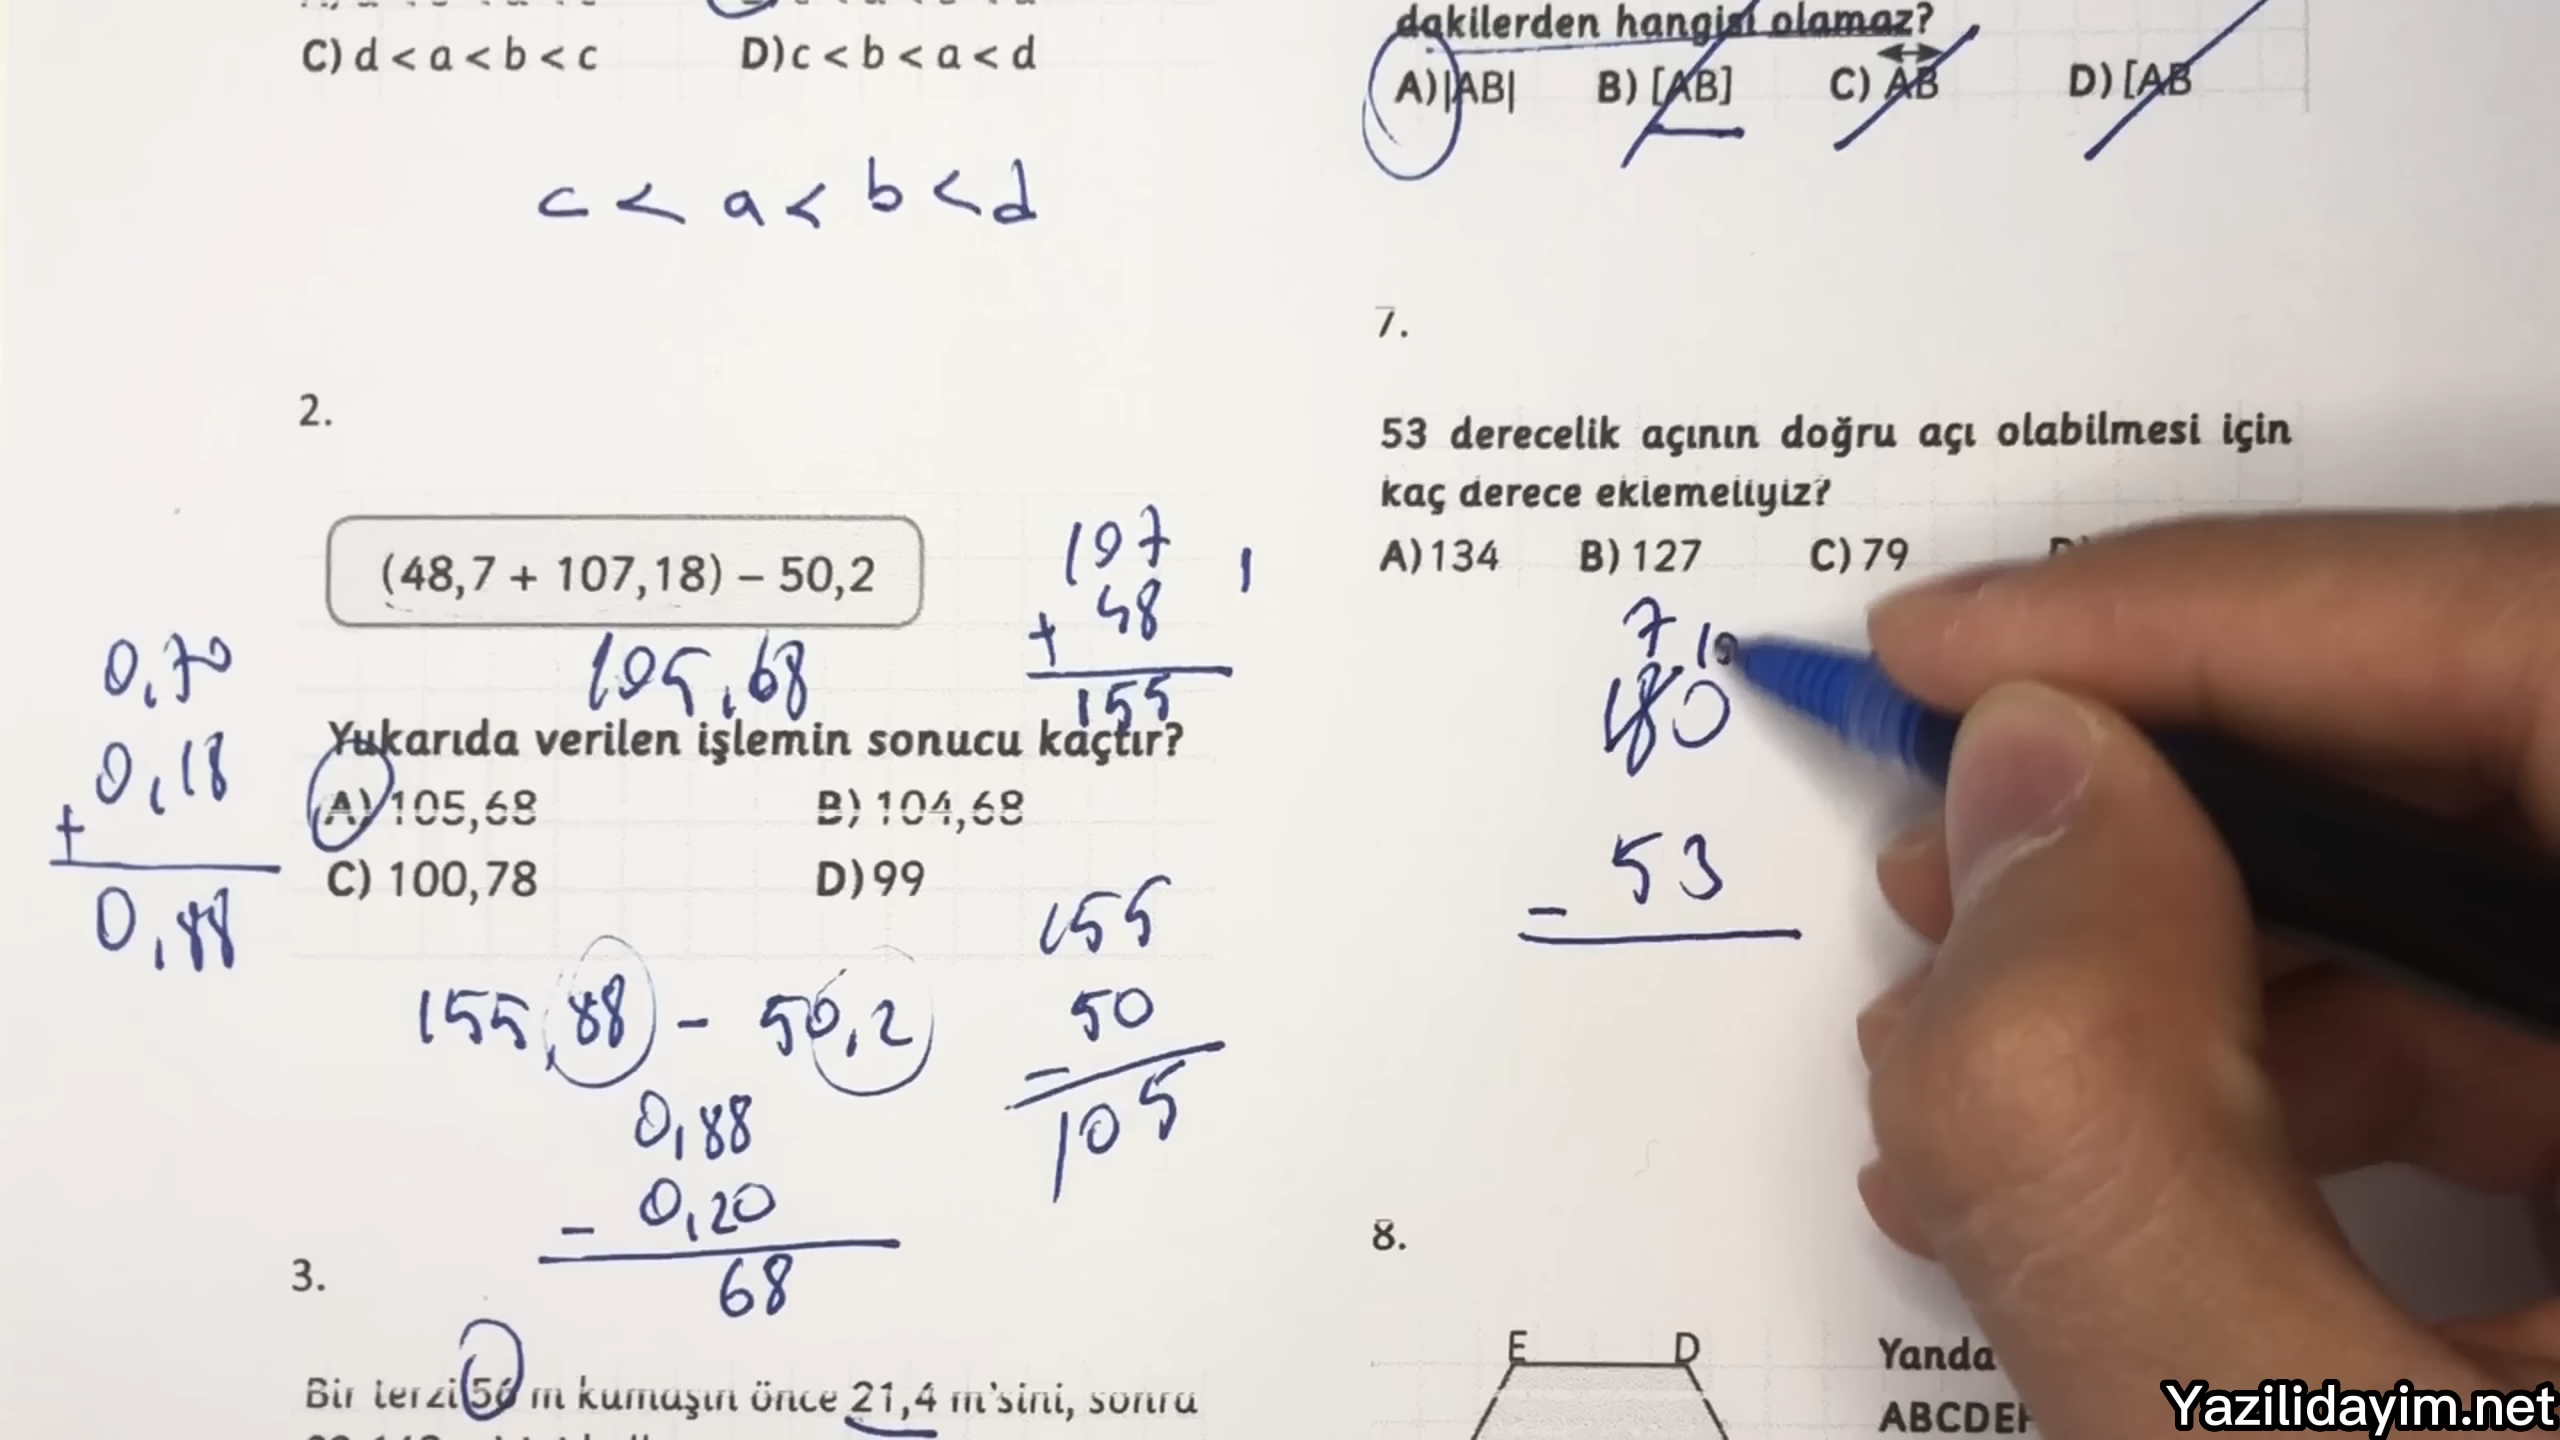 C) d < a < b < c
D) c < b < a < d
c < a < b < d
2.
(48,7 + 107,18) – 50,2
105,68
107
+ 48
155
0,70
0,18
+
0,88
Yukarıda verilen işlemin sonucu kaçtır?
A) 105,68
B) 104,68
C) 100,78
D) 99
155,88 - 50,2
155
50
-
105
0,88
- 0,20
68
3.
Bir terzi 56 m kumaşın önce 21,4 m'sini, sonra
dakilerden hangisi olamaz?
A) |AB|
B) [AB]
C) AB
D) [AB
7.
53 derecelik açının doğru açı olabilmesi için
kaç derece eklemeliyiz?
A) 134
B) 127
C) 79
7 10
180
- 53
8.
E D
Yanda
Yazilidayim.net